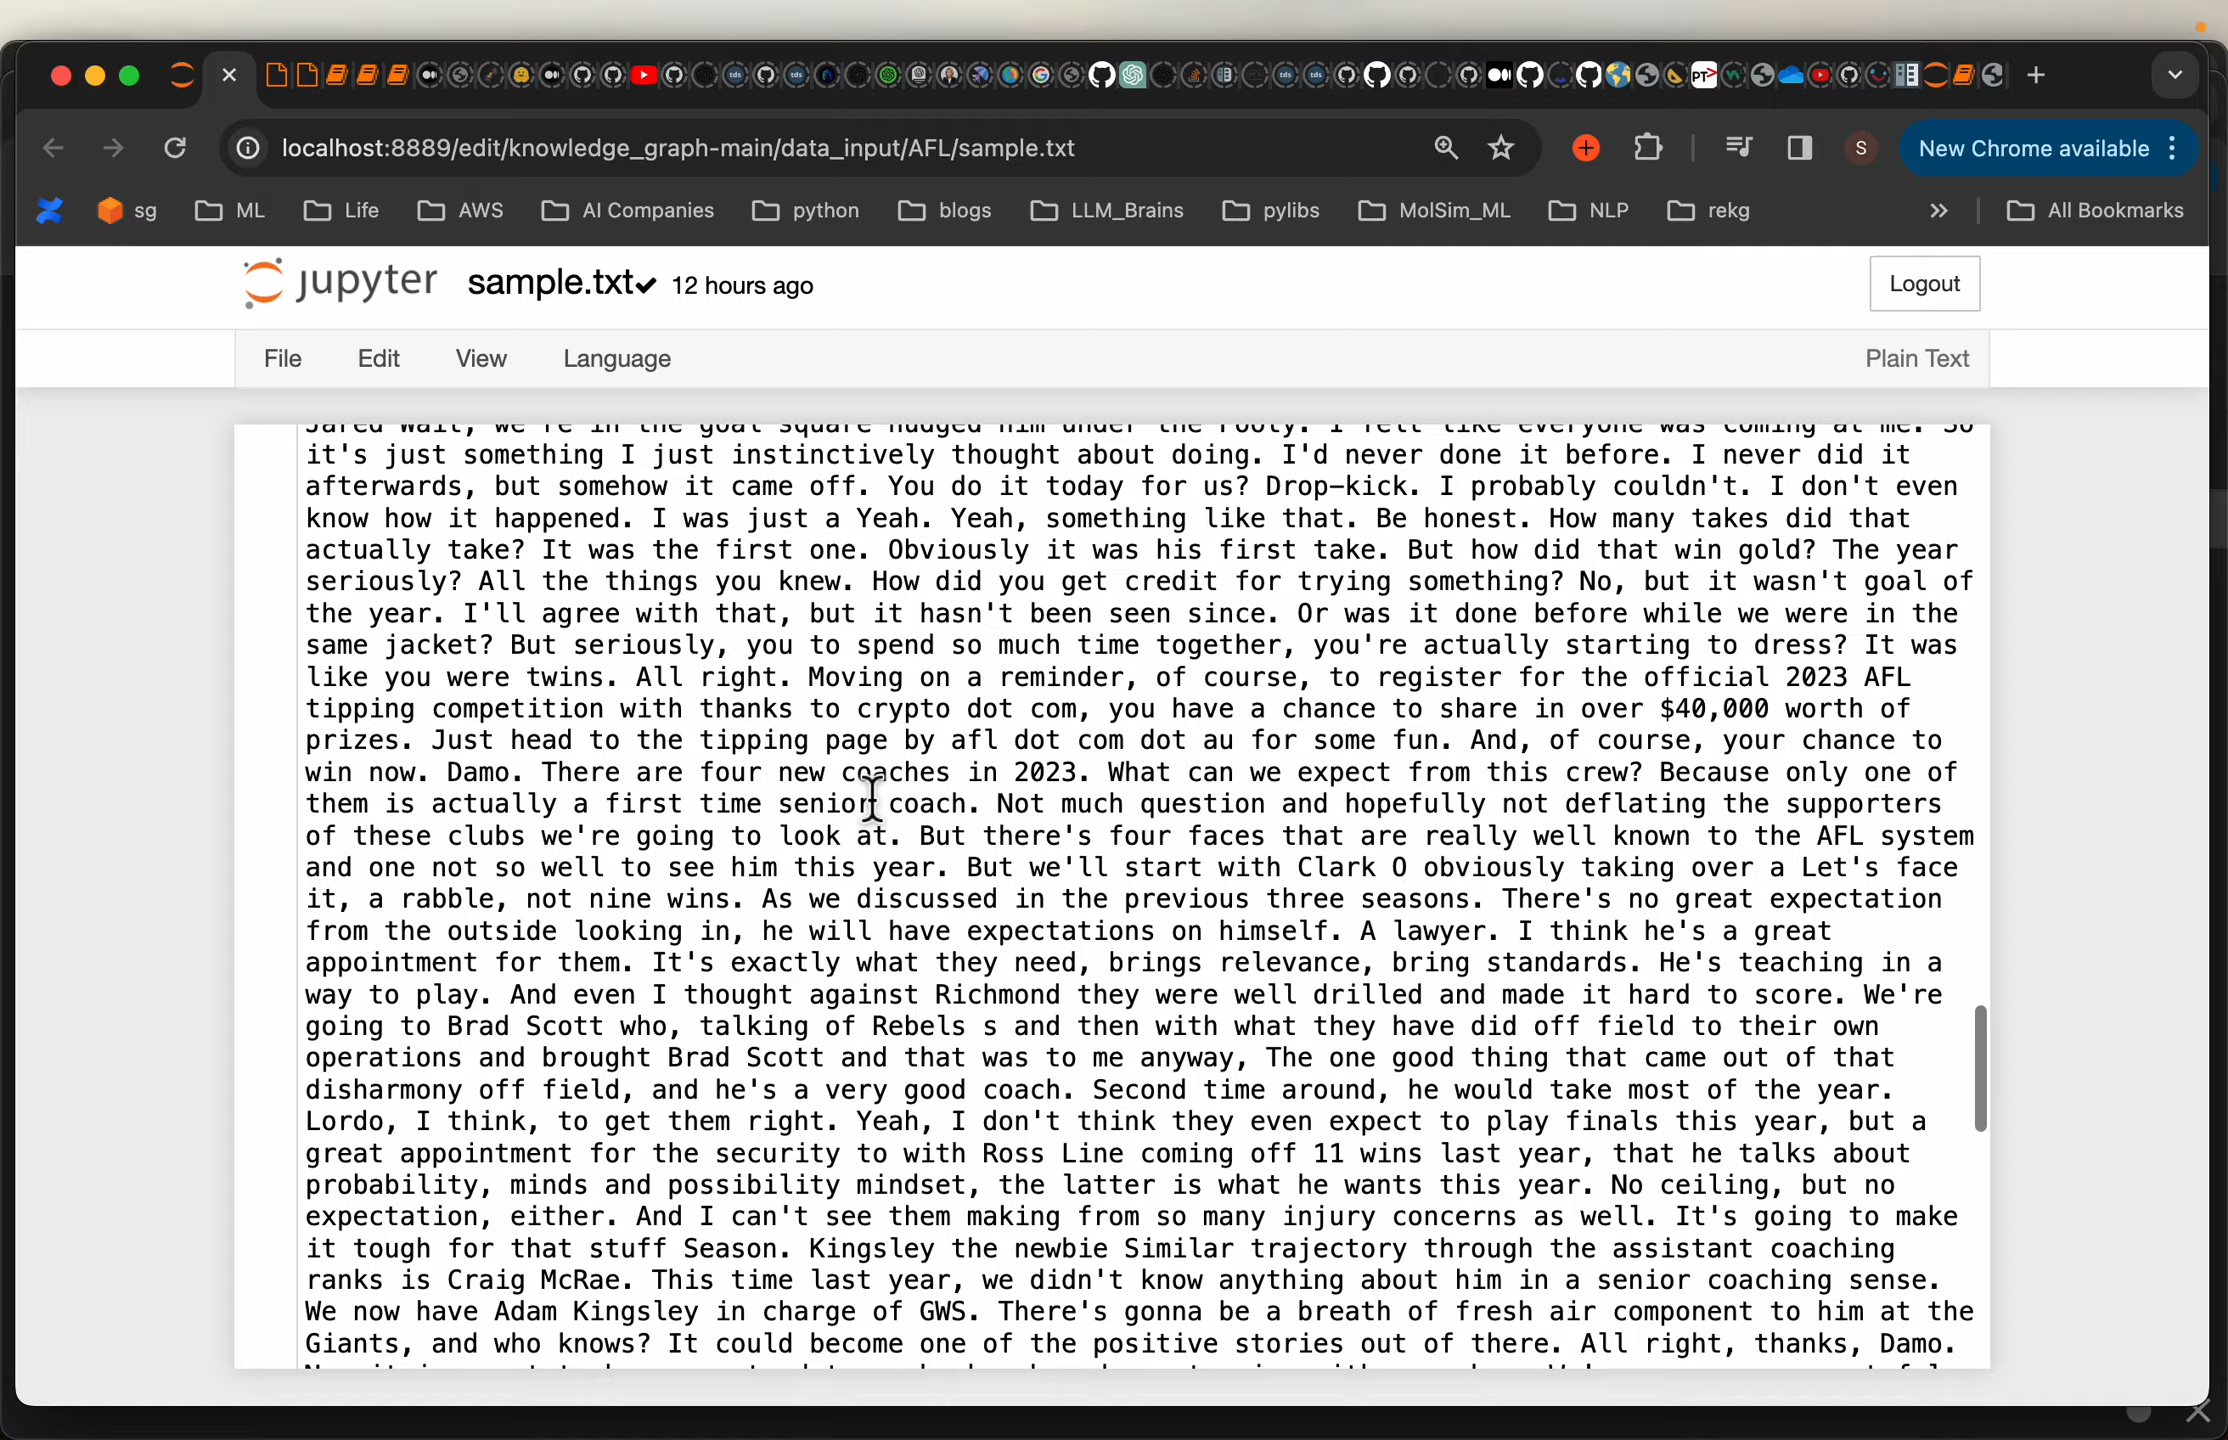 localhost:8889/edit/knowledge_graph-main/data_input/AFL/sample.txt
S
New Chrome available
sg
ML
Life
AWS
AI Companies
python
blogs
LLM_Brains
pylibs
MolSim_ML
NLP
rekg
»
All Bookmarks
jupyter
sample.txt✔ 12 hours ago
Logout
File
Edit
View
Language
Plain Text
Jared Wait, we're in the goal square nudged him under the footy. I felt like everyone was coming at me. So
it's just something I just instinctively thought about doing. I'd never done it before. I never did it
afterwards, but somehow it came off. You do it today for us? Drop-kick. I probably couldn't. I don't even
know how it happened. I was just a Yeah. Yeah, something like that. Be honest. How many takes did that
actually take? It was the first one. Obviously it was his first take. But how did that win gold? The year
seriously? All the things you knew. How did you get credit for trying something? No, but it wasn't goal of
the year. I'll agree with that, but it hasn't been seen since. Or was it done before while we were in the
same jacket? But seriously, you to spend so much time together, you're actually starting to dress? It was
like you were twins. All right. Moving on a reminder, of course, to register for the official 2023 AFL
tipping competition with thanks to crypto dot com, you have a chance to share in over $40,000 worth of
prizes. Just head to the tipping page by afl dot com dot au for some fun. And, of course, your chance to
win now. Damo. There are four new coaches in 2023. What can we expect from this crew? Because only one of
them is actually a first time senior coach. Not much question and hopefully not deflating the supporters
of these clubs we're going to look at. But there's four faces that are really well known to the AFL system
and one not so well to see him this year. But we'll start with Clark O obviously taking over a Let's face
it, a rabble, not nine wins. As we discussed in the previous three seasons. There's no great expectation
from the outside looking in, he will have expectations on himself. A lawyer. I think he's a great
appointment for them. It's exactly what they need, brings relevance, bring standards. He's teaching in a
way to play. And even I thought against Richmond they were well drilled and made it hard to score. We're
going to Brad Scott who, talking of Rebels s and then with what they have did off field to their own
operations and brought Brad Scott and that was to me anyway, The one good thing that came out of that
disharmony off field, and he's a very good coach. Second time around, he would take most of the year.
Lordo, I think, to get them right. Yeah, I don't think they even expect to play finals this year, but a
great appointment for the security to with Ross Line coming off 11 wins last year, that he talks about
probability, minds and possibility mindset, the latter is what he wants this year. No ceiling, but no
expectation, either. And I can't see them making from so many injury concerns as well. It's going to make
it tough for that stuff Season. Kingsley the newbie Similar trajectory through the assistant coaching
ranks is Craig McRae. This time last year, we didn't know anything about him in a senior coaching sense.
We now have Adam Kingsley in charge of GWS. There's gonna be a breath of fresh air component to him at the
Giants, and who knows? It could become one of the positive stories out of there. All right, thanks, Damo.